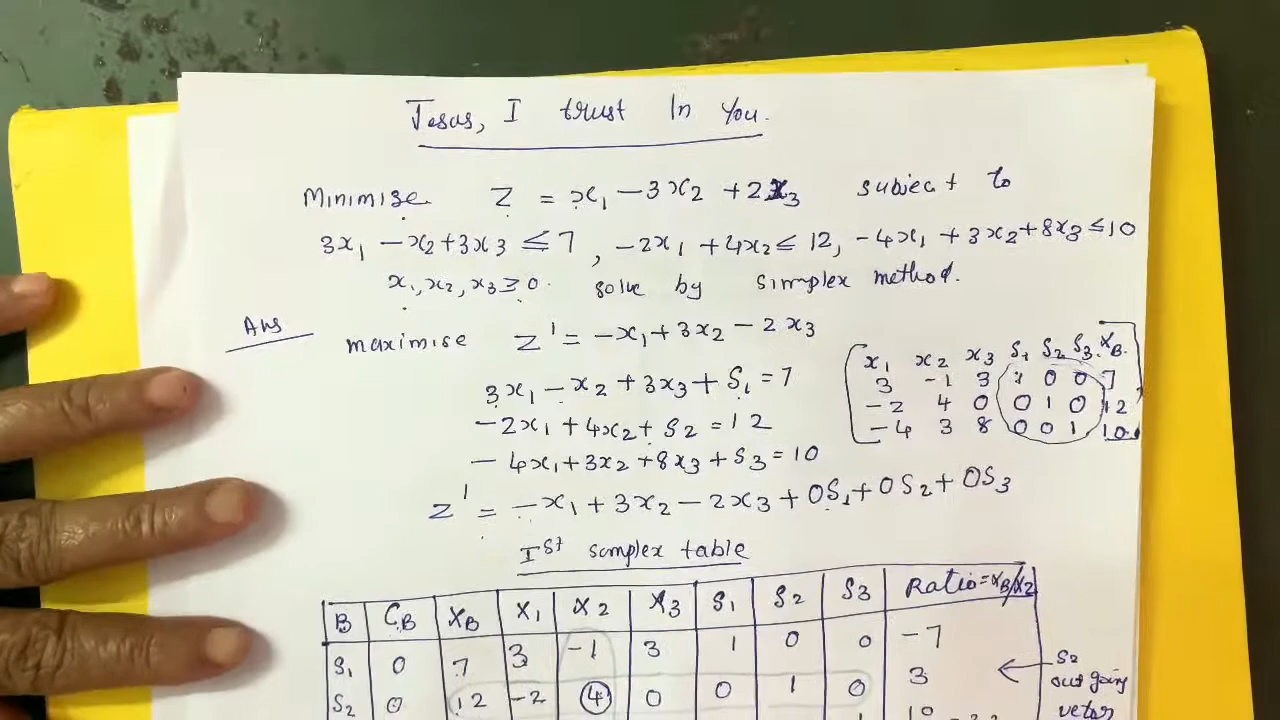 Jesus, I trust In You.
Minimise Z = x₁ - 3x₂ + 2x₃ subject to
3x₁ - x₂ + 3x₃ ≤ 7, -2x₁ + 4x₂ ≤ 12, -4x₁ + 3x₂ + 8x₃ ≤ 10
x₁, x₂, x₃ ≥ 0. solve by simplex method.
Ans
maximise Z' = -x₁ + 3x₂ - 2x₃
3x₁ - x₂ + 3x₃ + S₁ = 7
-2x₁ + 4x₂ + S₂ = 12
-4x₁ + 3x₂ + 8x₃ + S₃ = 10
x₁ x₂ x₃ S₁ S₂ S₃ XB
3 -1 3 1 0 0 7
-2 4 0 0 1 0 12
-4 3 8 0 0 1 10
Z' = -x₁ + 3x₂ - 2x₃ + 0S₁ + 0S₂ + 0S₃
Ist simplex table
B CB XB X₁ X₂ X₃ S₁ S₂ S₃ Ratio = XB/X₂
S₁ 0 7 3 -1 3 1 0 0 -7
S₂ 0 12 -2 4 0 0 1 0 3
S₂
out going
vetor